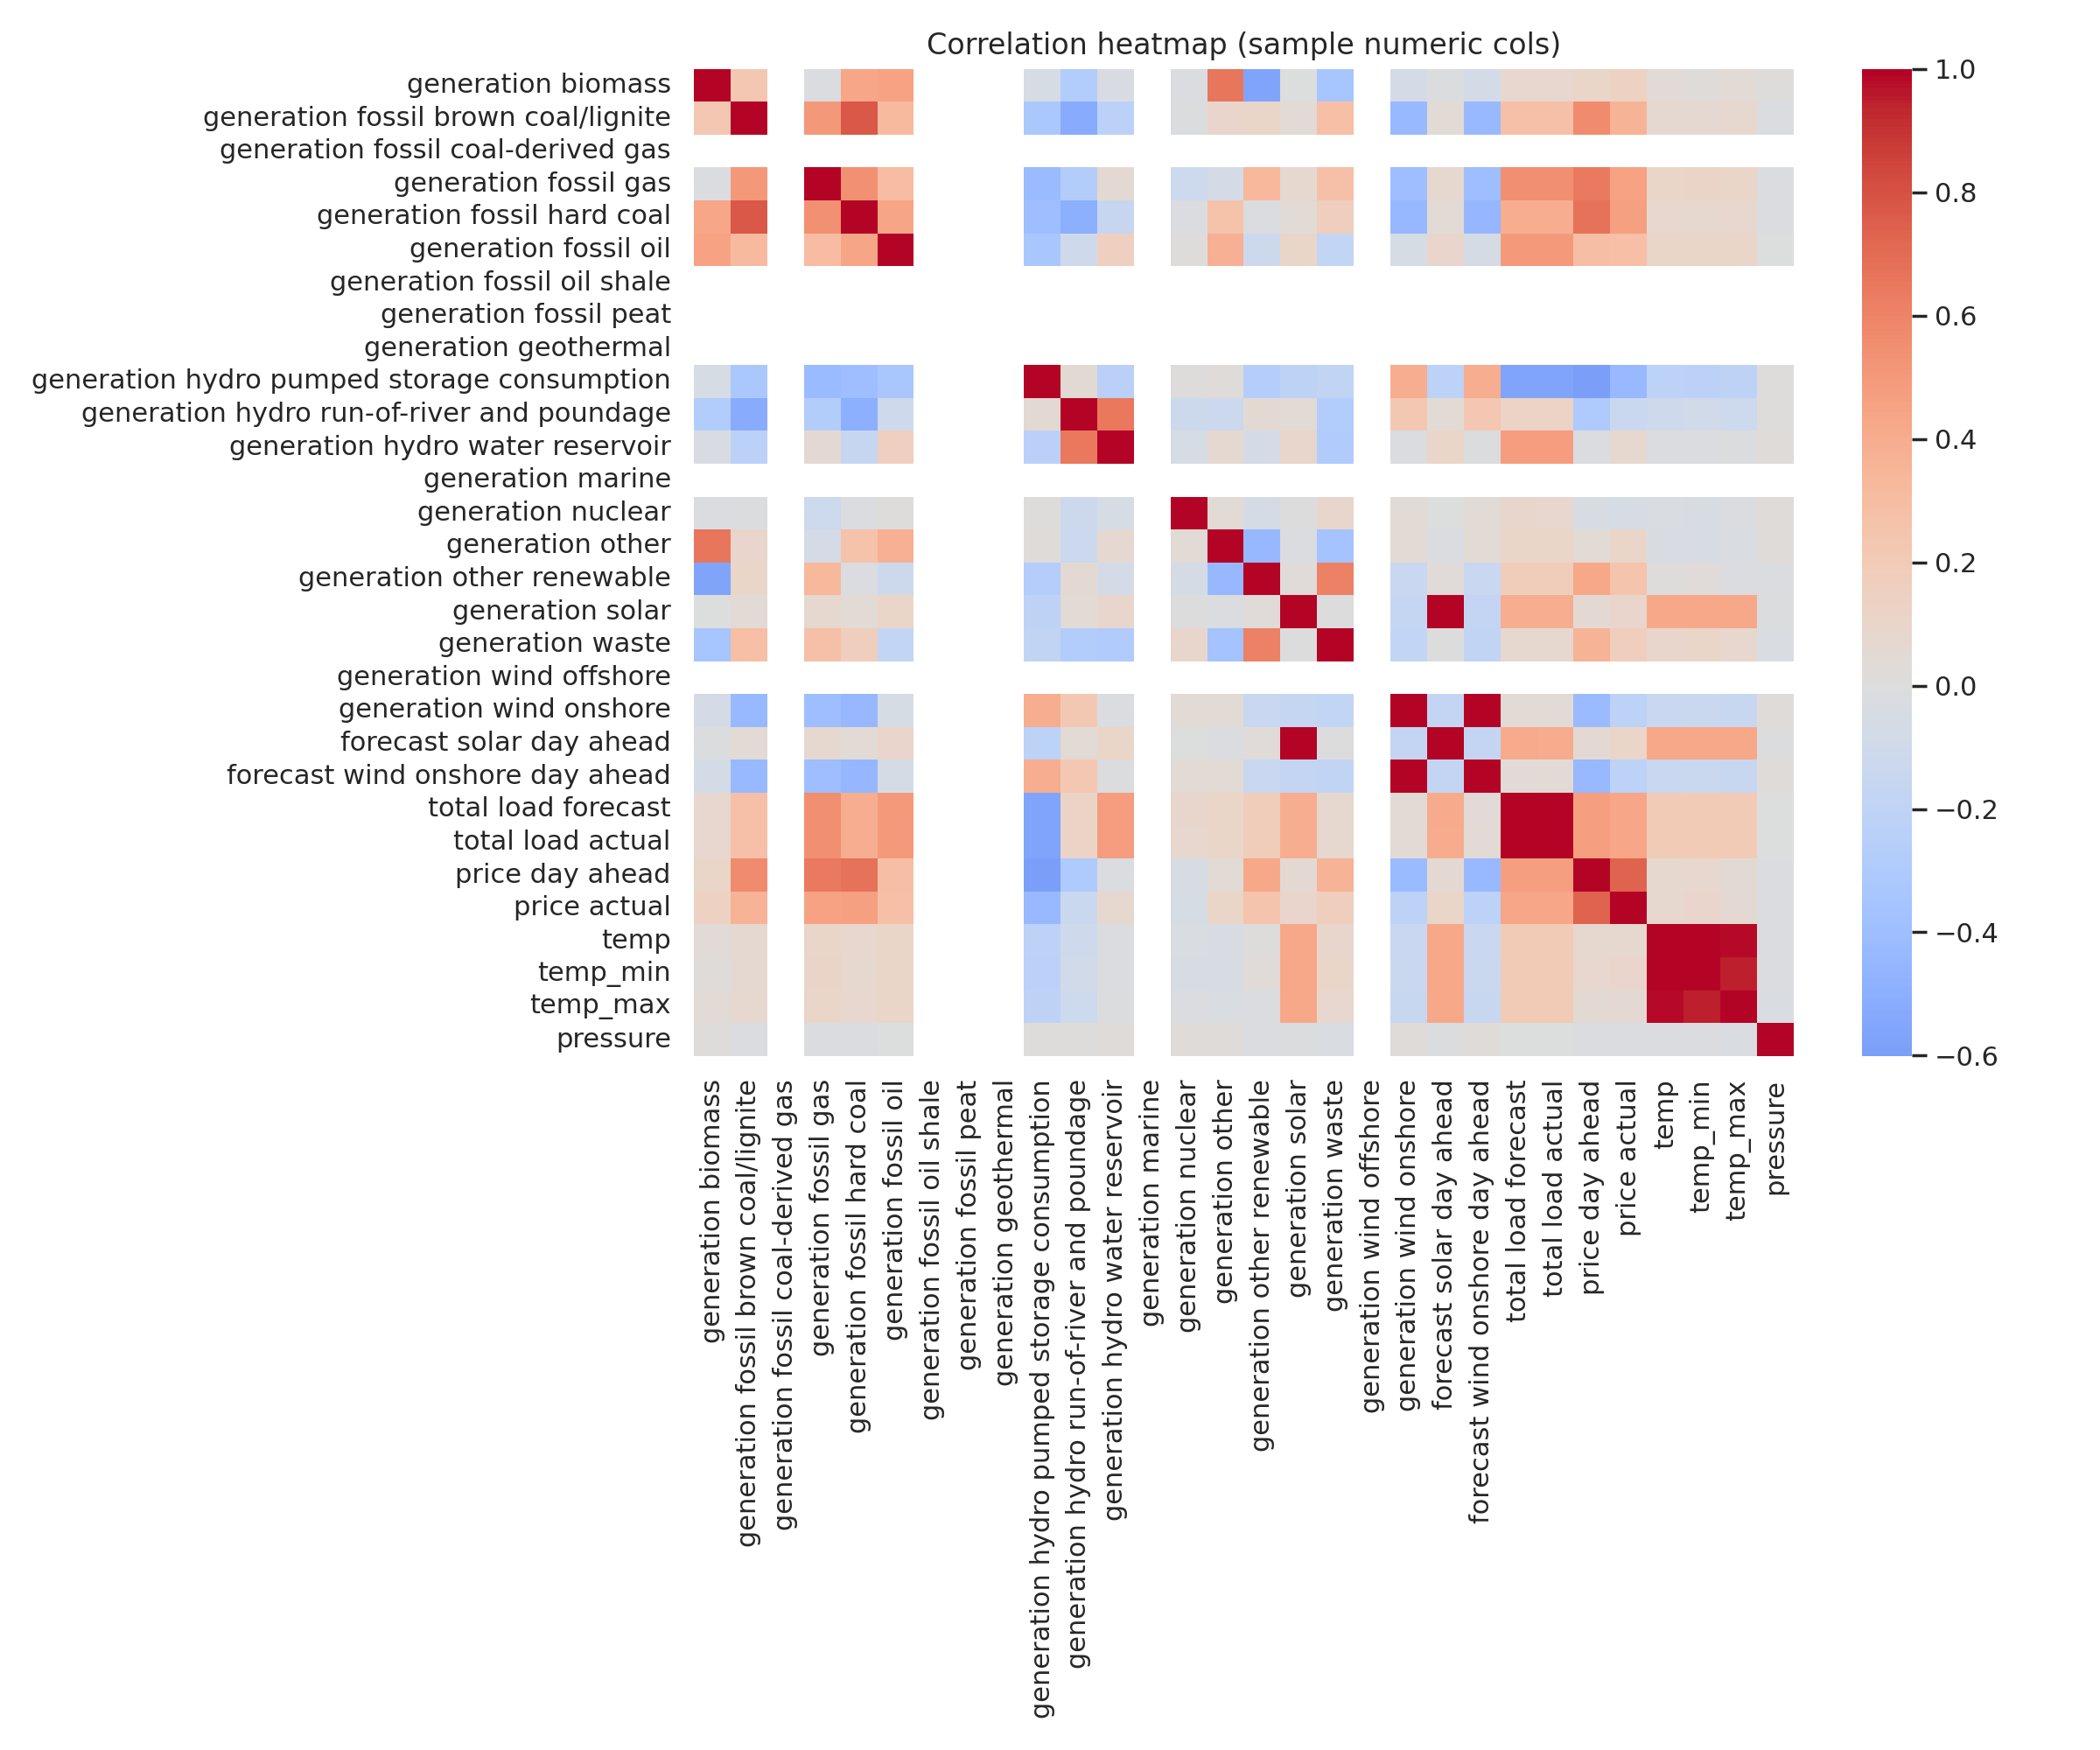 Correlation heatmap (sample numeric cols)
generation biomass
generation fossil brown coal/lignite
generation fossil coal-derived gas
generation fossil gas
generation fossil hard coal
generation fossil oil
generation fossil oil shale
generation fossil peat
generation geothermal
generation hydro pumped storage consumption
generation hydro run-of-river and poundage
generation hydro water reservoir
generation marine
generation nuclear
generation other
generation other renewable
generation solar
generation waste
generation wind offshore
generation wind onshore
forecast solar day ahead
forecast wind onshore day ahead
total load forecast
total load actual
price day ahead
price actual
temp
temp_min
temp_max
pressure
generation biomass
generation fossil brown coal/lignite
generation fossil coal-derived gas
generation fossil gas
generation fossil hard coal
generation fossil oil
generation fossil oil shale
generation fossil peat
generation geothermal
generation hydro pumped storage consumption
generation hydro run-of-river and poundage
generation hydro water reservoir
generation marine
generation nuclear
generation other
generation other renewable
generation solar
generation waste
generation wind offshore
generation wind onshore
forecast solar day ahead
forecast wind onshore day ahead
total load forecast
total load actual
price day ahead
price actual
temp
temp_min
temp_max
pressure
1.0
0.8
0.6
0.4
0.2
0.0
−0.2
−0.4
−0.6